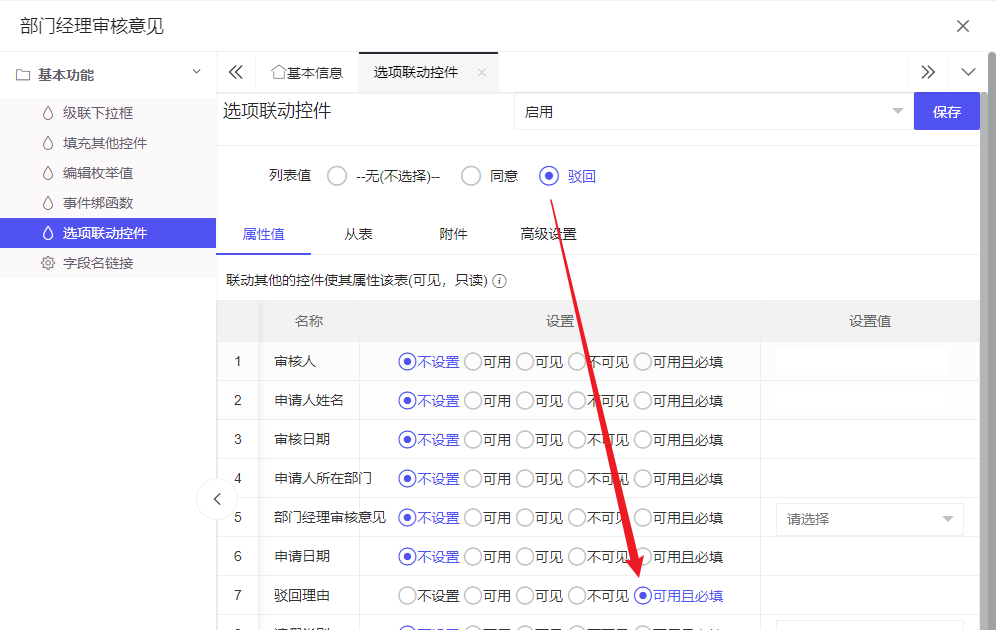 部门经理审核意见
基本功能
级联下拉框
填充其他控件
编辑枚举值
事件绑函数
选项联动控件
字段名链接
基本信息 选项联动控件
选项联动控件 启用 保存
列表值 --无(不选择)-- 同意 驳回
属性值 从表 附件 高级设置
联动其他的控件使其属性该表(可见，只读)
名称 设置 设置值
1 审核人 不设置 可用 可见 不可见 可用且必填
2 申请人姓名 不设置 可用 可见 不可见 可用且必填
3 审核日期 不设置 可用 可见 不可见 可用且必填
4 申请人所在部门 不设置 可用 可见 不可见 可用且必填
5 部门经理审核意见 不设置 可用 可见 不可见 可用且必填 请选择
6 申请日期 不设置 可用 可见 不可见 可用且必填
7 驳回理由 不设置 可用 可见 不可见 可用且必填